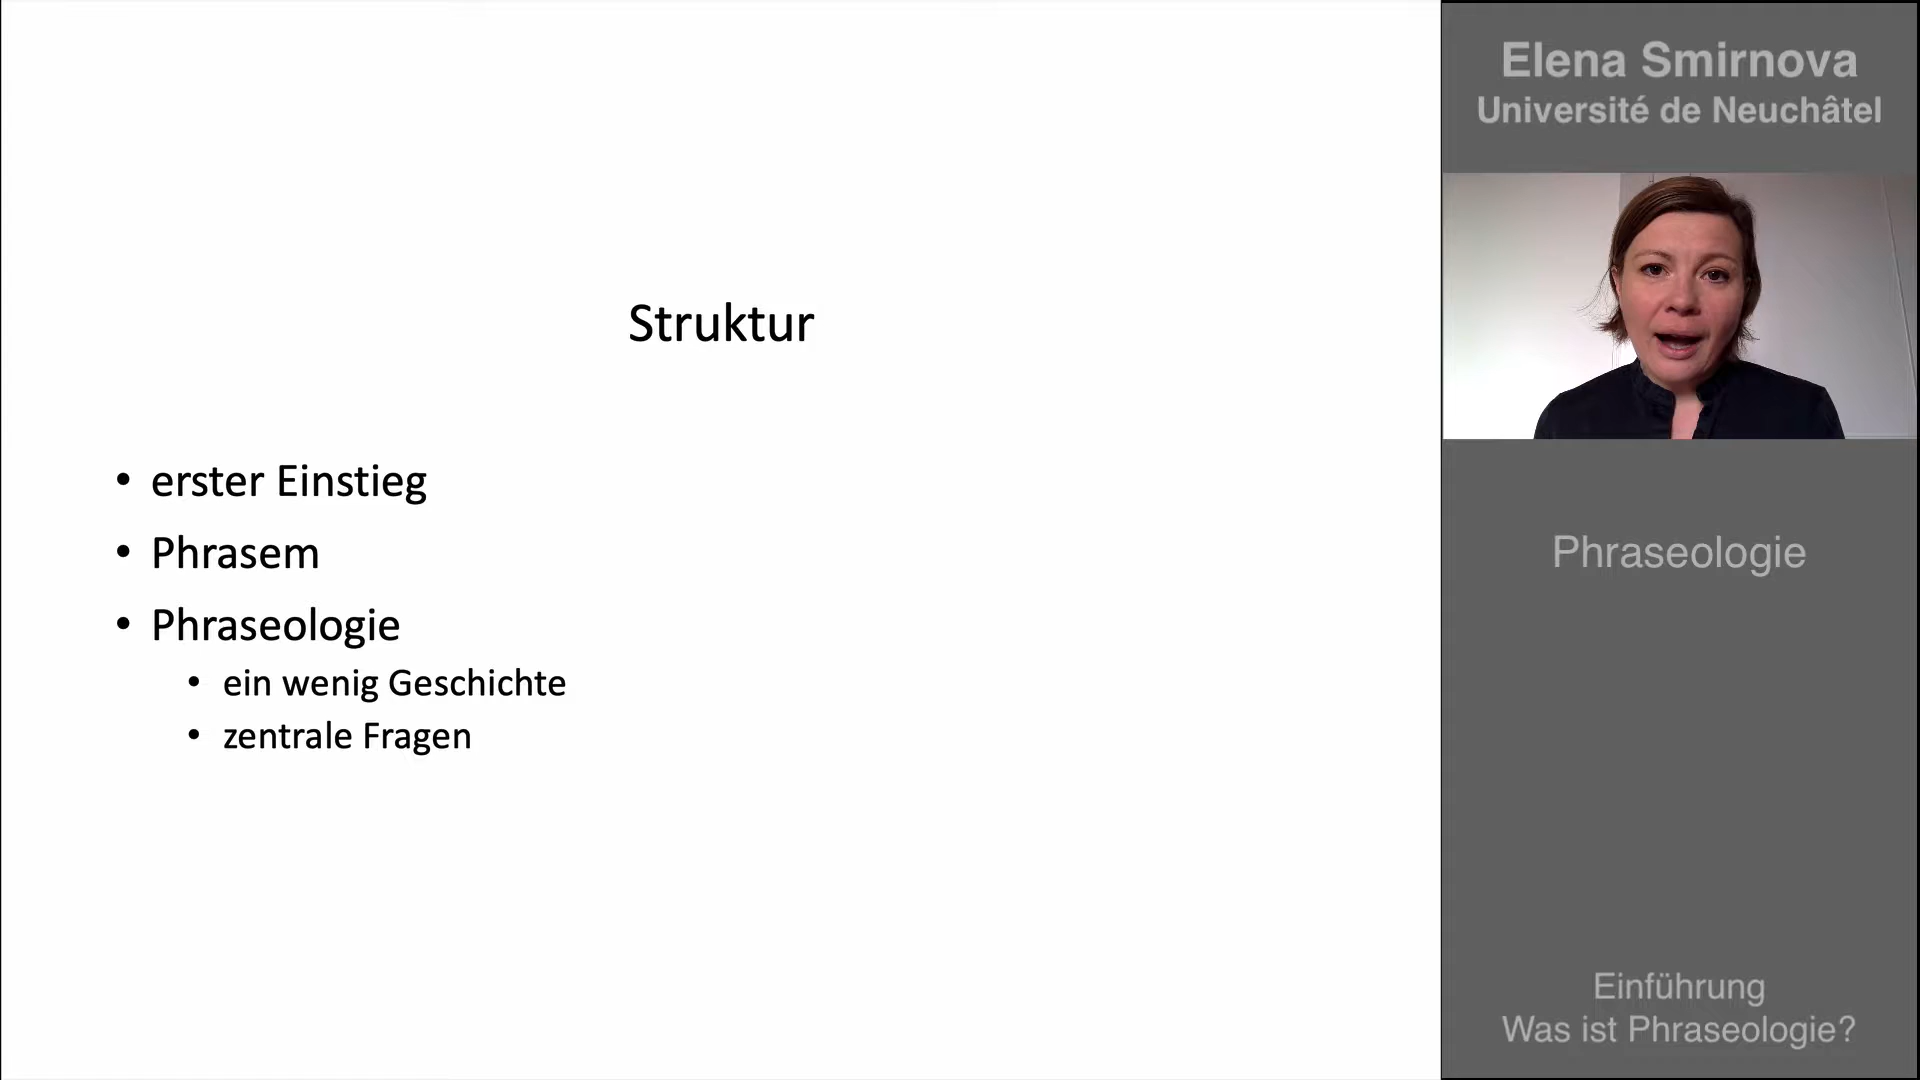 Struktur
• erster Einstieg
• Phrasem
• Phraseologie
• ein wenig Geschichte
• zentrale Fragen
Elena Smirnova
Université de Neuchâtel
Phraseologie
Einführung
Was ist Phraseologie?